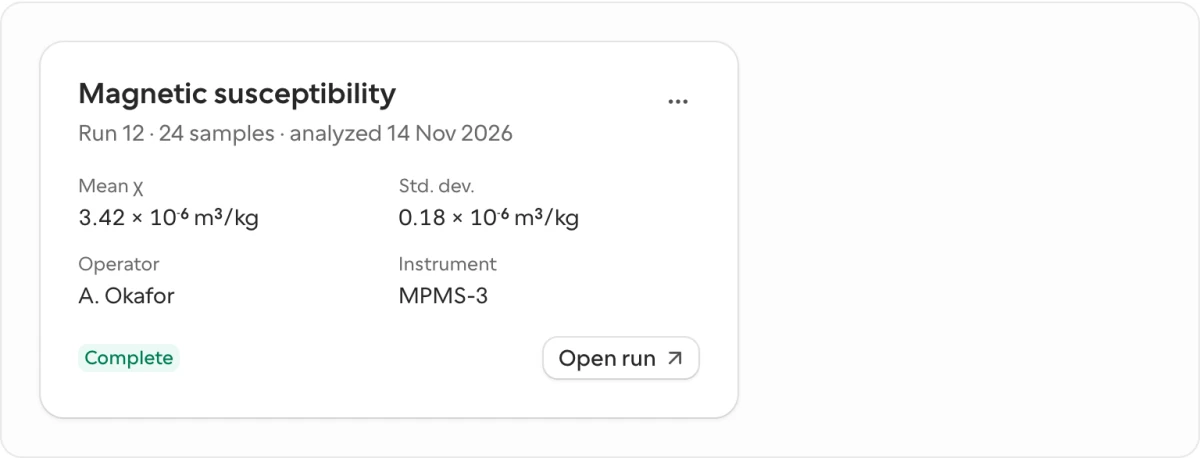 Magnetic susceptibility
Run 12 · 24 samples · analyzed 14 Nov 2026
Mean χ
3.42 × 10⁻⁶ m³/kg
Std. dev.
0.18 × 10⁻⁶ m³/kg
Operator
A. Okafor
Instrument
MPMS-3
Complete
Open run